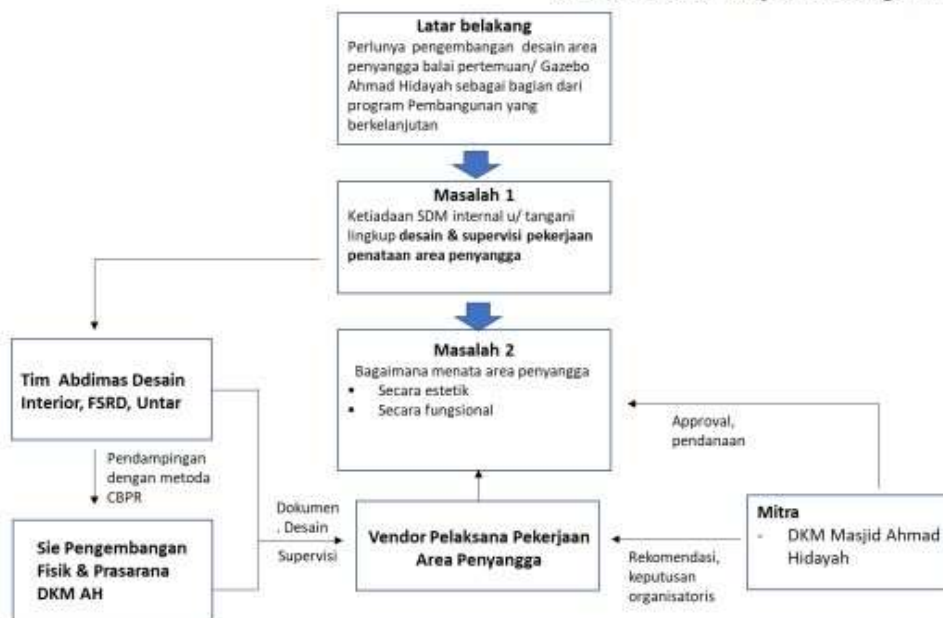 Latar belakang
Perlunya pengembangan desain area
penyangga balai pertemuan/ Gazebo
Ahmad Hidayah sebagai bagian dari
program Pembangunan yang
berkelanjutan
Masalah 1
Ketiadaan SDM internal u/ tangani
lingkup desain & supervisi pekerjaan
penataan area penyangga
Masalah 2
Bagaimana menata area penyangga
▪ Secara estetik
▪ Secara fungsional
Tim Abdimas Desain
Interior, FSRD, Untar
Pendampingan
dengan metoda
CBPR
Sie Pengembangan
Fisik & Prasarana
DKM AH
Dokumen
. Desain
Supervisi
Vendor Pelaksana Pekerjaan
Area Penyangga
Approval,
pendanaan
Rekomendasi,
keputusan
organisatoris
Mitra
- DKM Masjid Ahmad
Hidayah